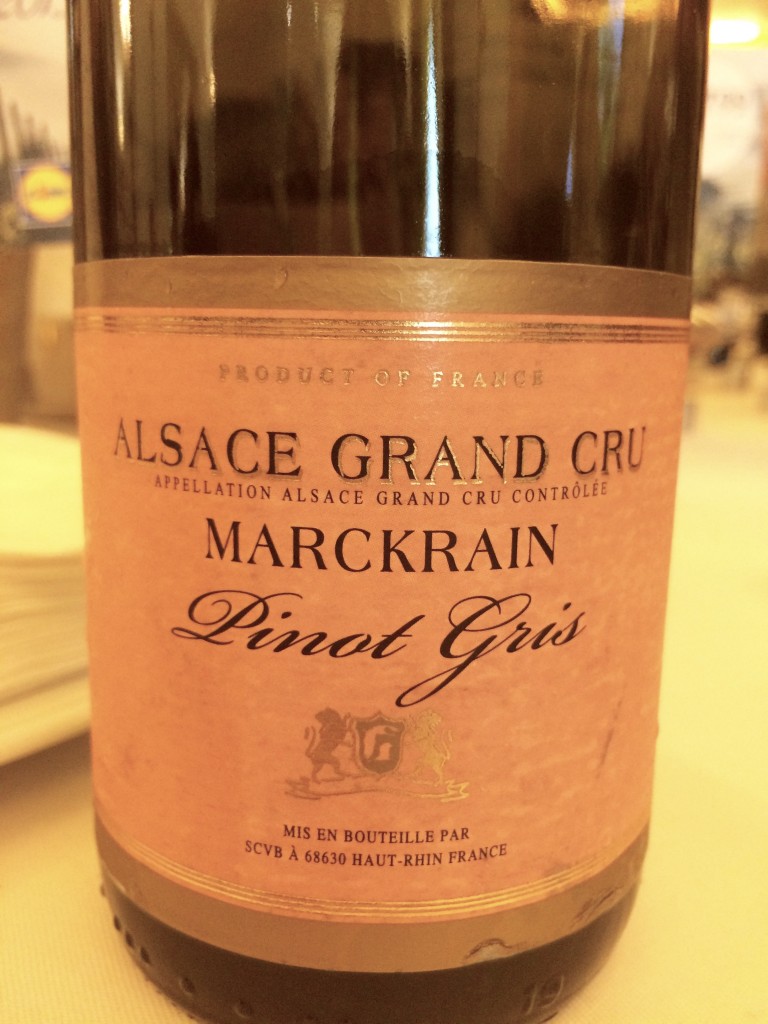 PRODUCT OF FRANCE
ALSACE GRAND CRU
APPELLATION ALSACE GRAND CRU CONTRÔLÉE
MARCKRAIN
Pinot Gris
MIS EN BOUTEILLE PAR
SCVB À 68630 HAUT-RHIN FRANCE
19